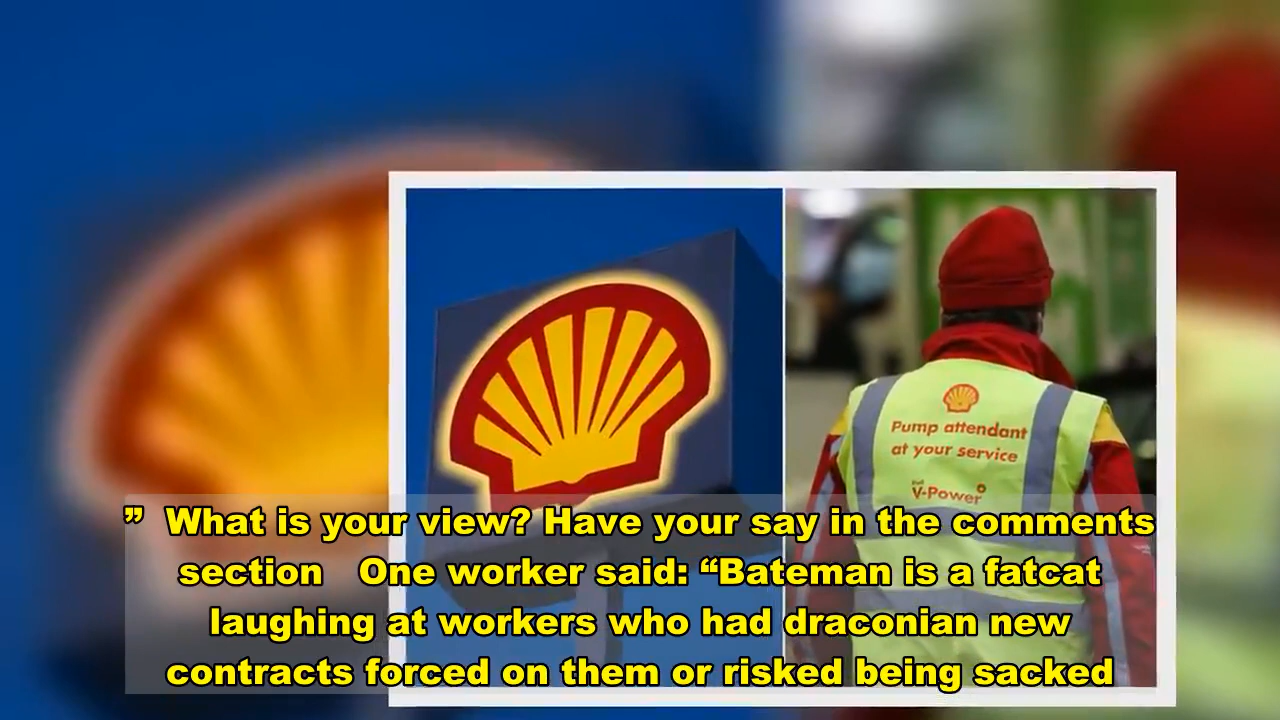 Pump attendant
at your service
V-Power
” What is your view? Have your say in the comments
section One worker said: “Bateman is a fatcat
laughing at workers who had draconian new
contracts forced on them or risked being sacked